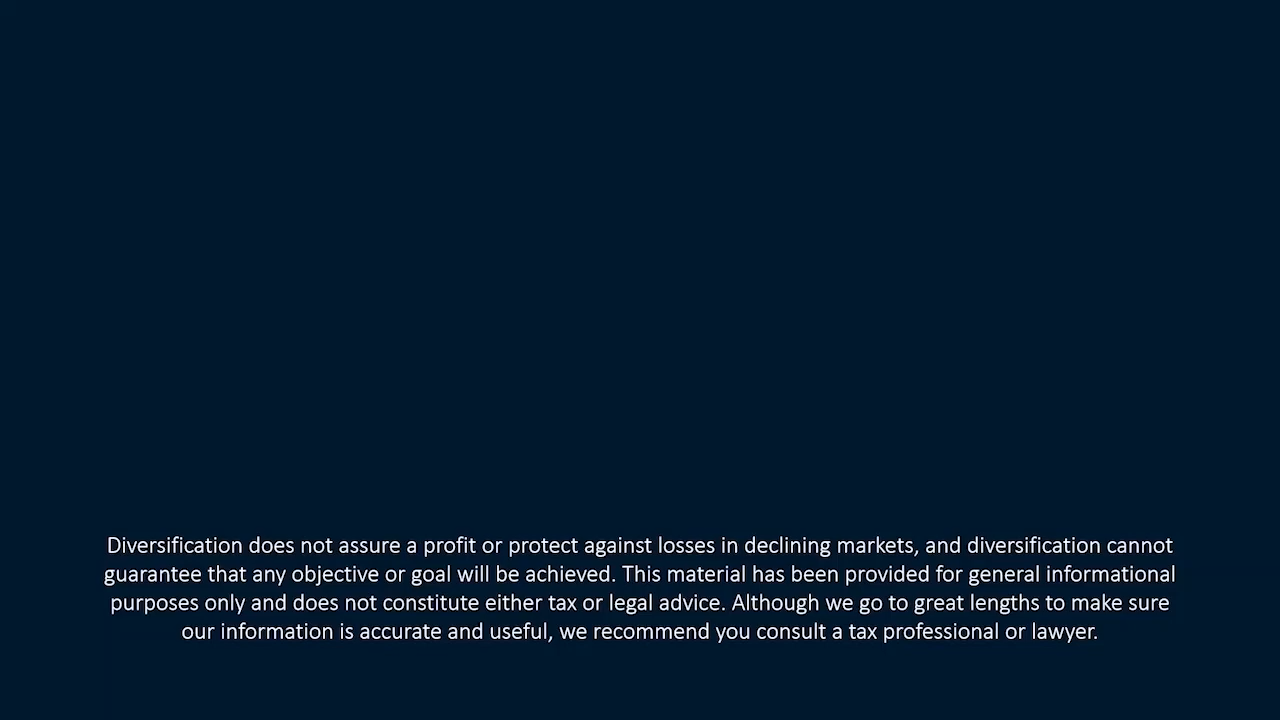 Diversification does not assure a profit or protect against losses in declining markets, and diversification cannot
guarantee that any objective or goal will be achieved. This material has been provided for general informational
purposes only and does not constitute either tax or legal advice. Although we go to great lengths to make sure
our information is accurate and useful, we recommend you consult a tax professional or lawyer.